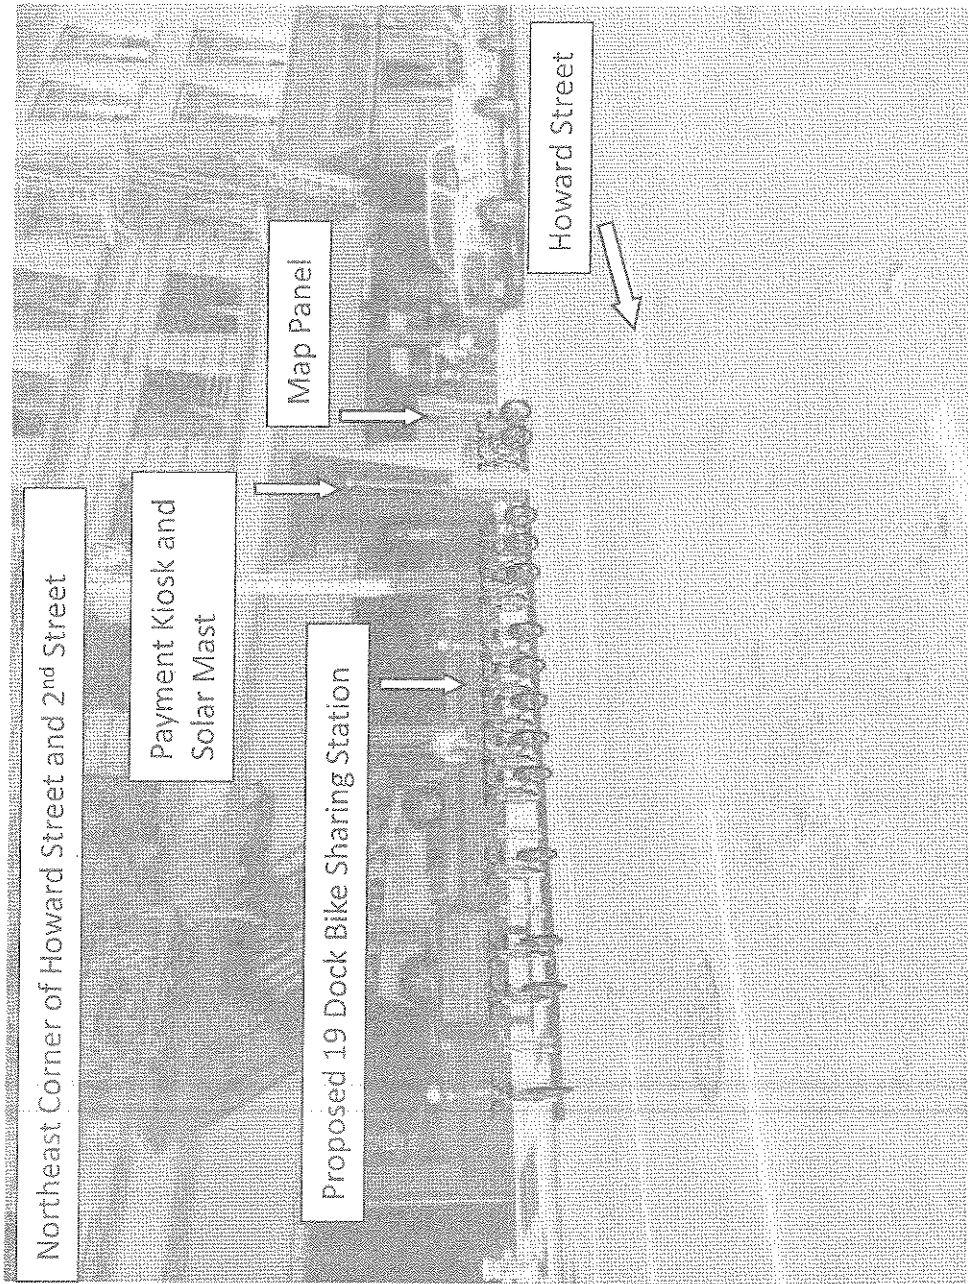 Northeast Corner of Howard Street and 2nd Street
Payment Kiosk and
Solar Mast
Map Panel
Proposed 19 Dock Bike Sharing Station
Howard Street